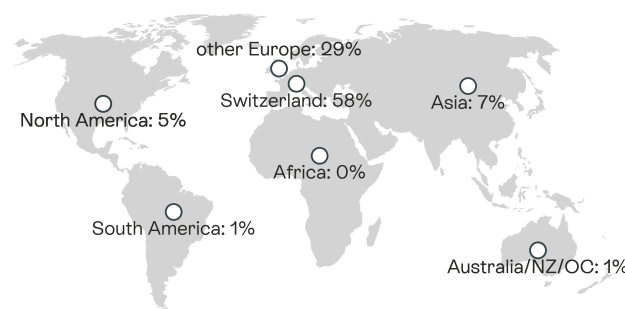 other Europe: 29%
Switzerland: 58%
Asia: 7%
North America: 5%
Africa: 0%
South America: 1%
Australia/NZ/OC: 1%